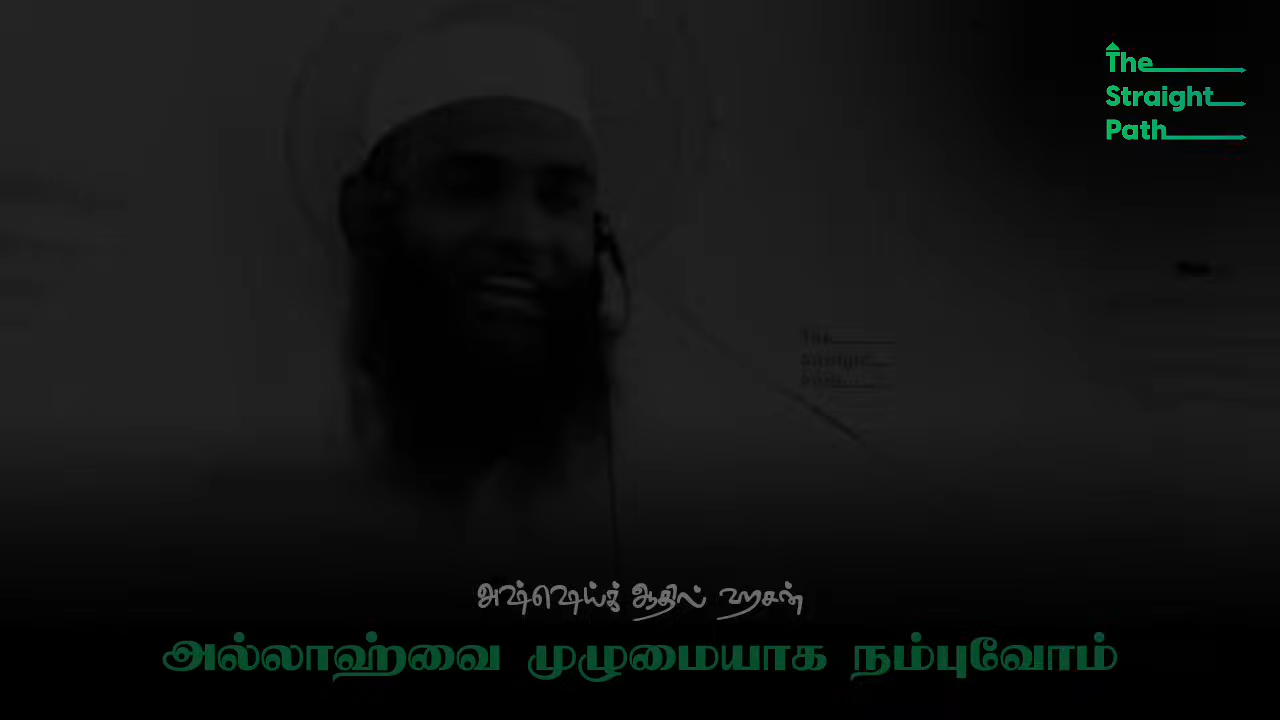 The
Straight
Path
அஷ்ஷெய்க் ஆதில் ஹசன்
அல்லாஹ்வை முழுமையாக நம்புவோம்